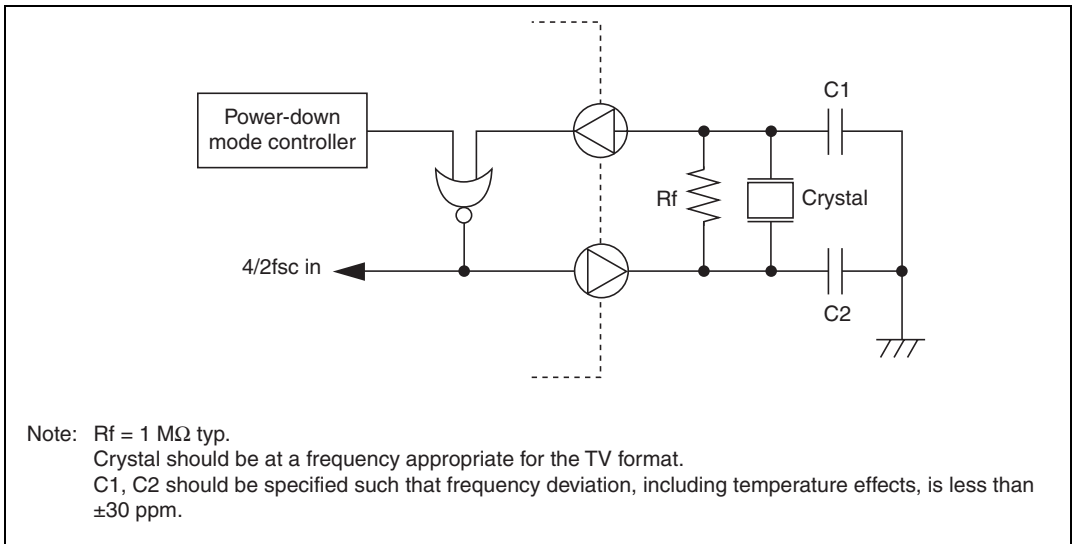 C1
Power-down
mode controller
Rf
Crystal
4/2fsc in
C2
Note: Rf = 1 MΩ typ.
Crystal should be at a frequency appropriate for the TV format.
C1, C2 should be specified such that frequency deviation, including temperature effects, is less than
±30 ppm.